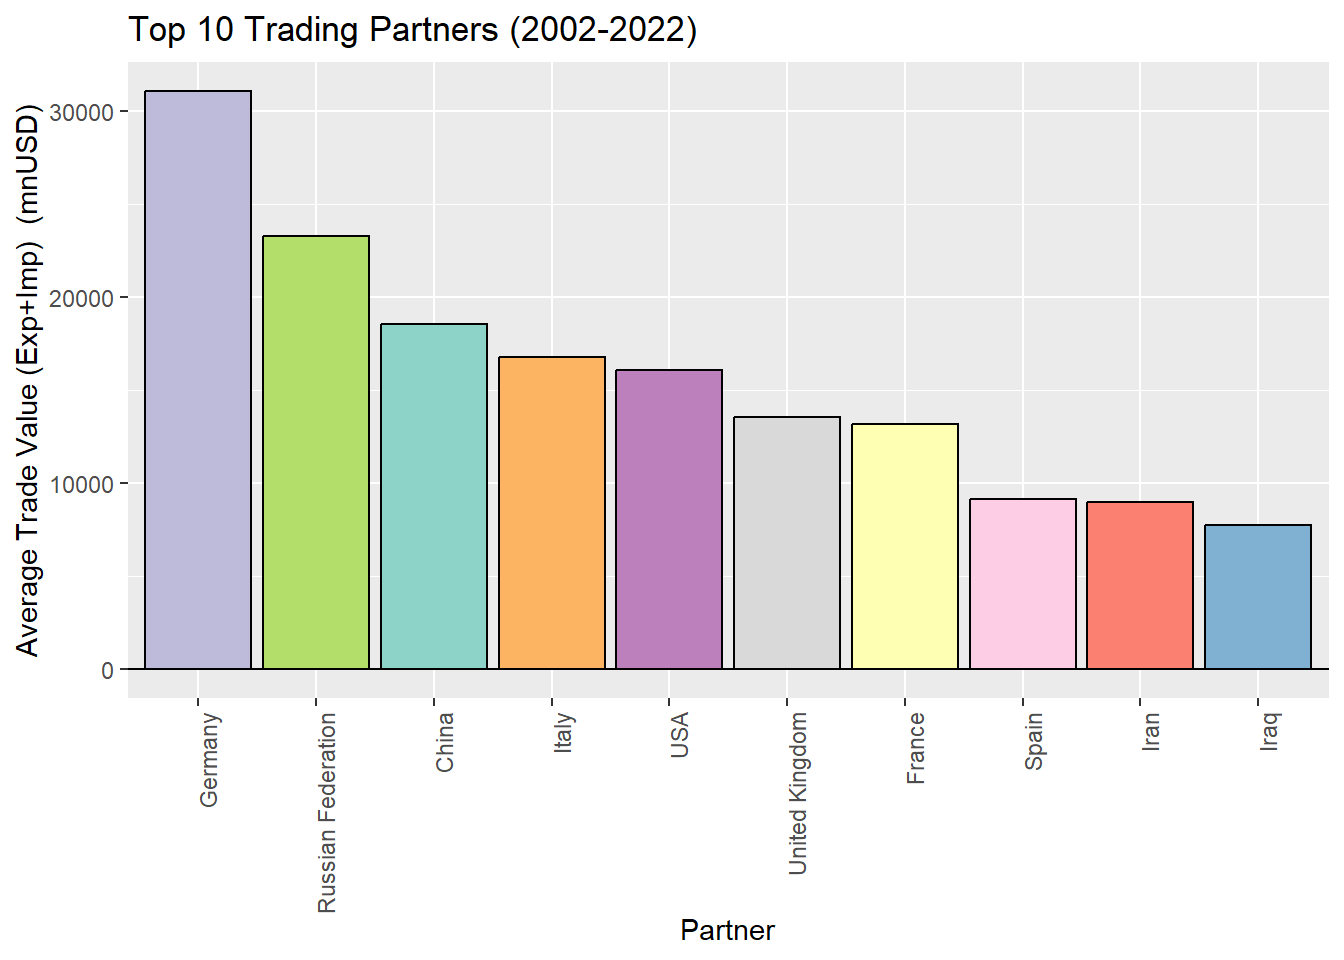 Top 10 Trading Partners (2002-2022)
Average Trade Value (Exp+Imp)  (mnUSD)
30000
20000
10000
0
Germany
Russian Federation
China
Italy
USA
United Kingdom
France
Spain
Iran
Iraq
Partner